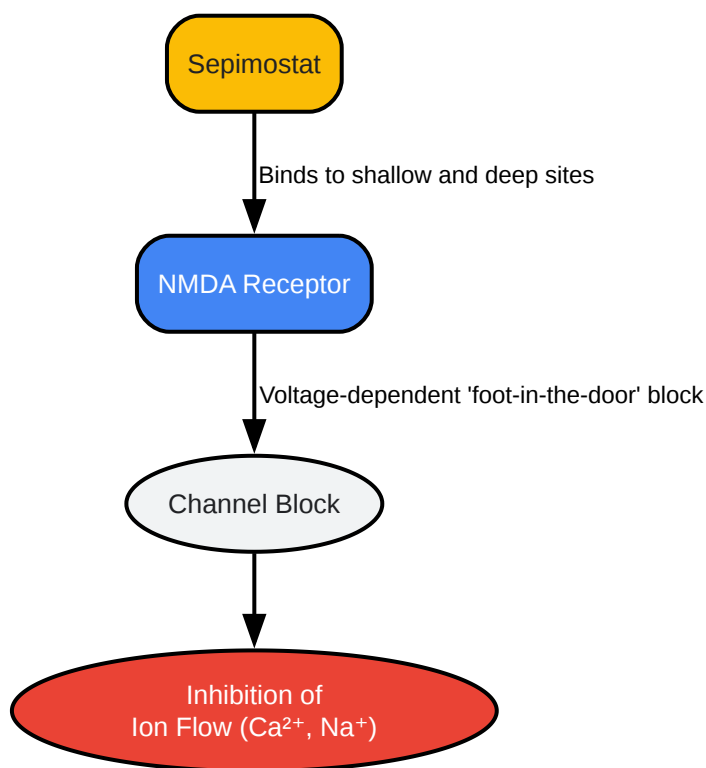 Sepimostat
Binds to shallow and deep sites
NMDA Receptor
Voltage-dependent 'foot-in-the-door' block
Channel Block
Inhibition of
Ion Flow (Ca²⁺, Na⁺)